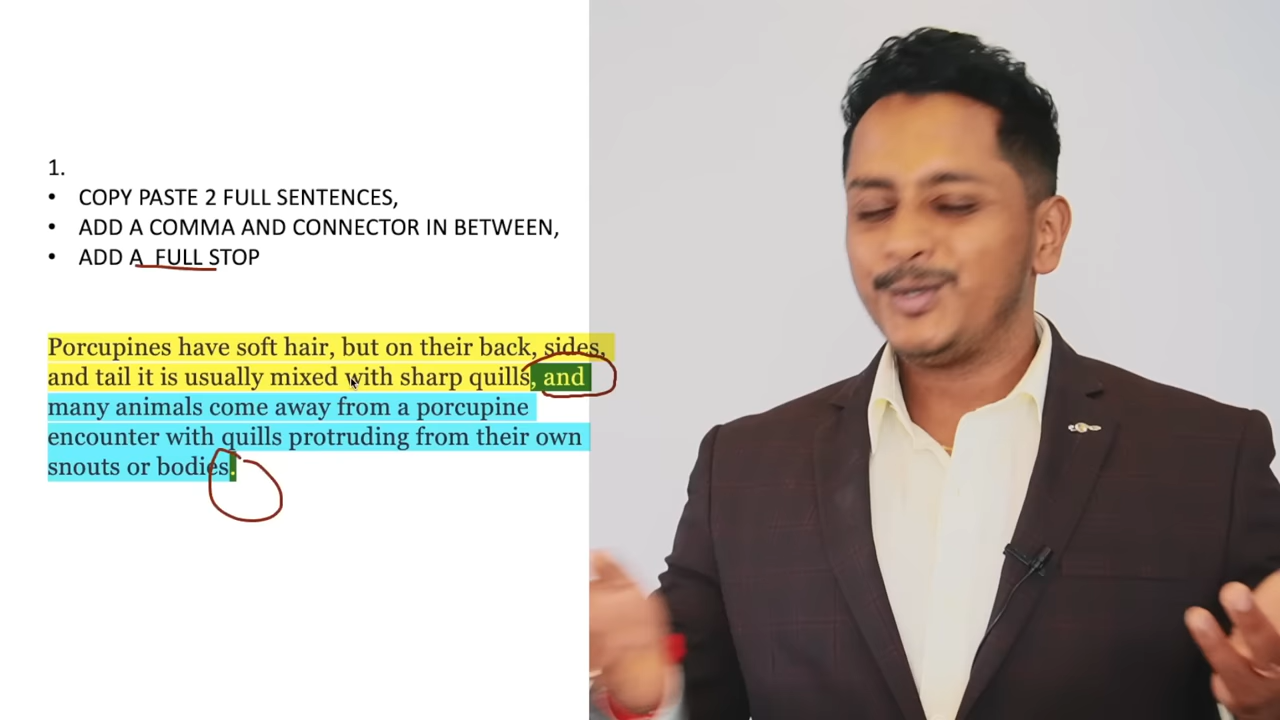 1.
• COPY PASTE 2 FULL SENTENCES,
• ADD A COMMA AND CONNECTOR IN BETWEEN,
• ADD A  FULL STOP
Porcupines have soft hair, but on their back, sides,
and tail it is usually mixed with sharp quills, and
many animals come away from a porcupine
encounter with quills protruding from their own
snouts or bodies.